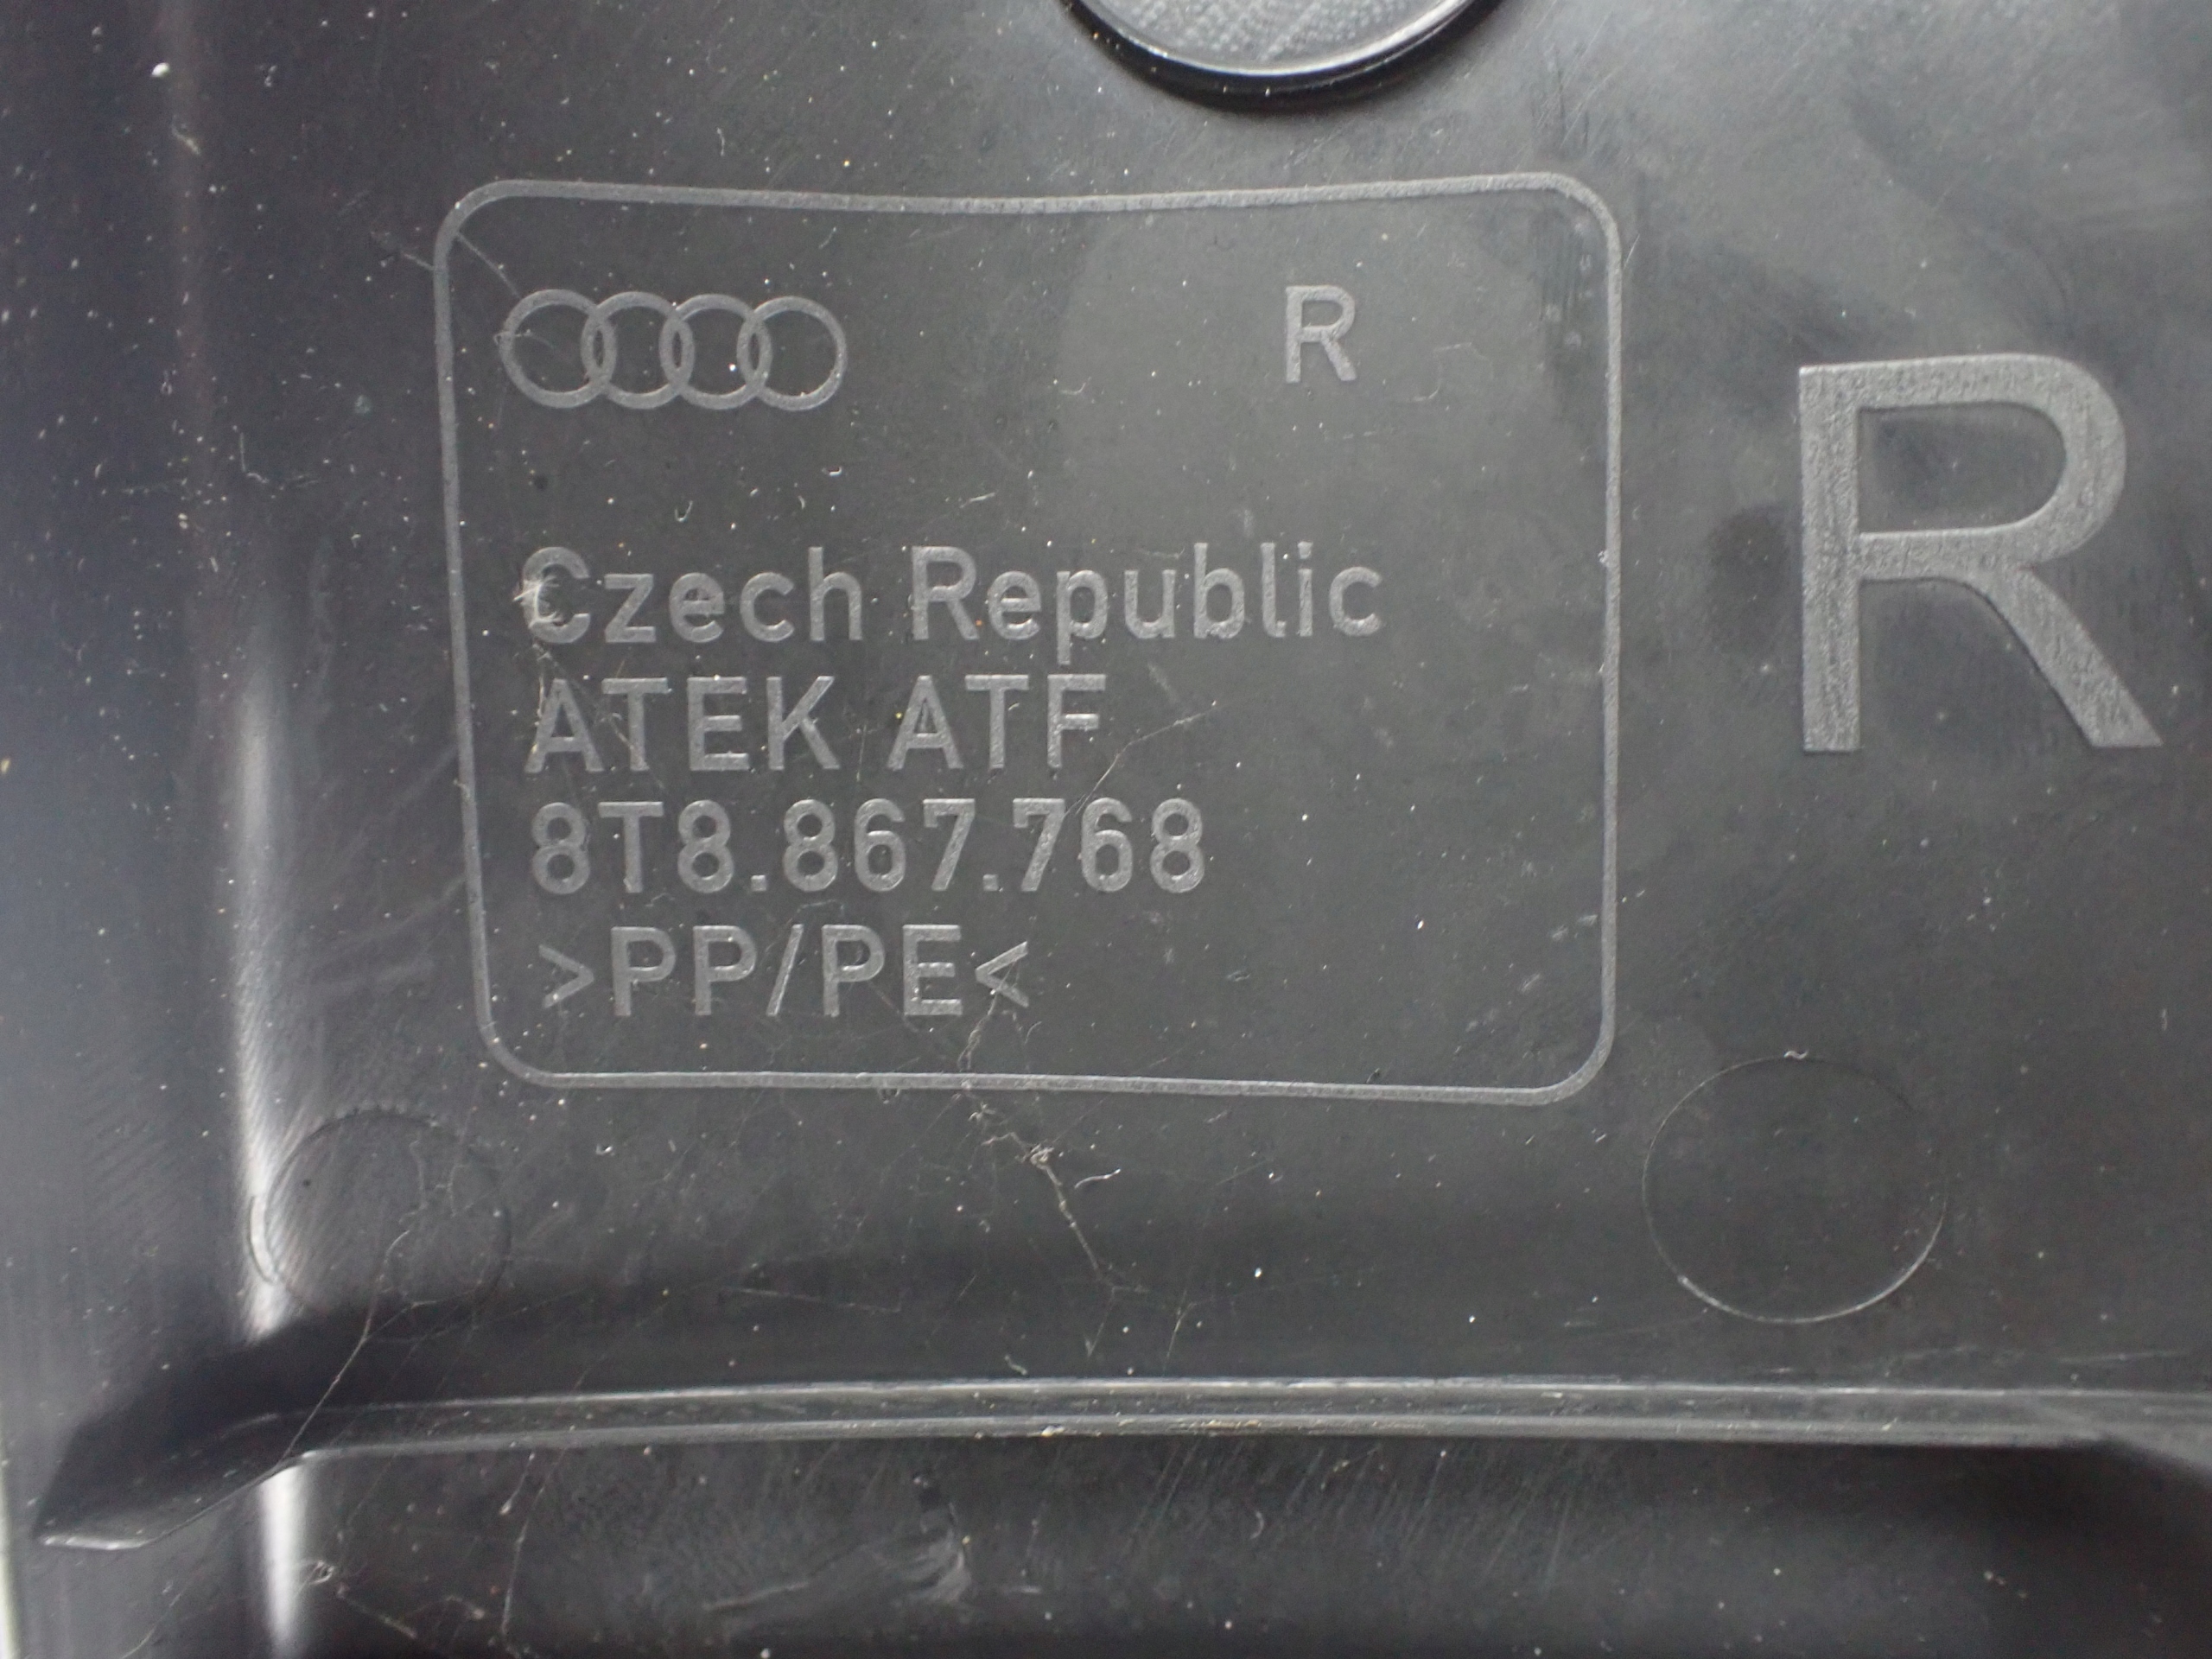 R
R
Czech Republic
ATEK ATF
8T8.867.768
>PP/PE<